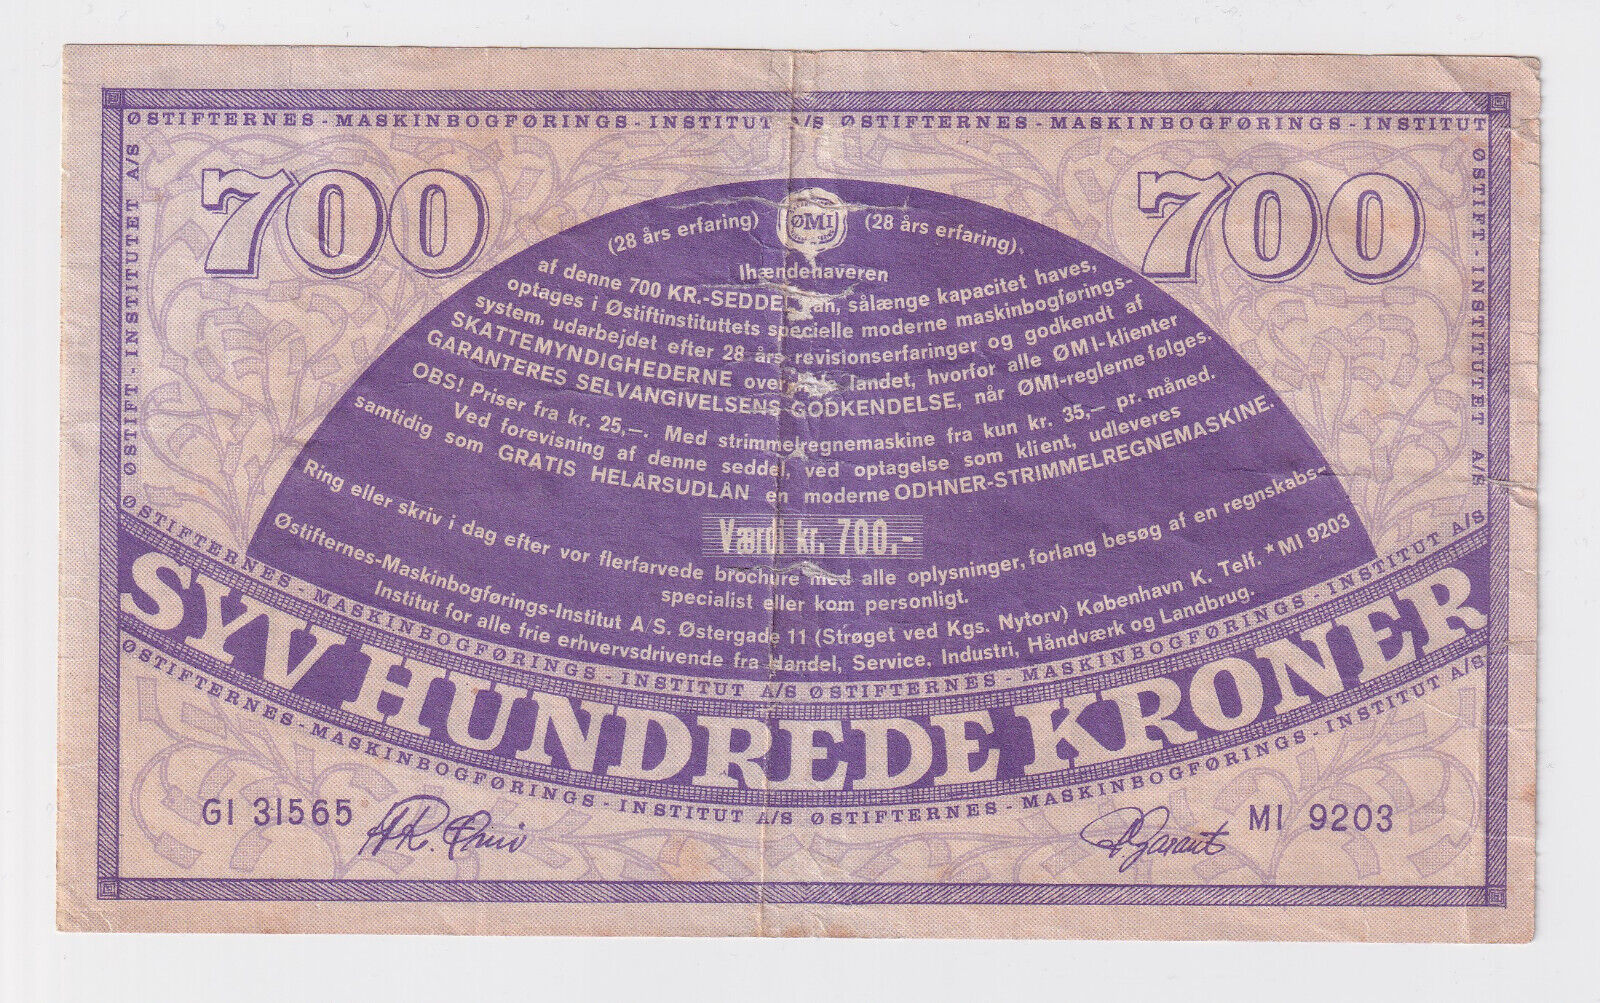 ØSTIFTERNES - MASKINBOGFØRINGS - INSTITUT A/S ØSTIFTERNES - MASKINBOGFØRINGS - INSTITUT
700
700
(28 års erfaring) ØMI (28 års erfaring).
Ihændehaveren
af denne 700 KR.-SEDDEL kan, sålænge kapacitet haves,
optages i Østiftinstituttets specielle moderne maskinbogførings-
system, udarbejdet efter 28 års revisionserfaringer og godkendt af
SKATTEMYNDIGHEDERNE over landet, hvorfor alle ØMI-klienter
GARANTERES SELVANGIVELSENS GODKENDELSE, når ØMI-reglerne følges.
OBS! Priser fra kr. 25,—. Med strimmelregnemaskine fra kun kr. 35,— pr. måned.
Ved forevisning af denne seddel, ved optagelse som klient, udleveres
samtidig som GRATIS HELÅRSUDLÅN en moderne ODHNER-STRIMMELREGNEMASKINE.
Værdi kr. 700,-
Ring eller skriv i dag efter vor flerfarvede brochure med alle oplysninger, forlang besøg af en regnskabs-
specialist eller kom personligt.
Østifternes-Maskinbogførings-Institut A/S. Østergade 11 (Strøget ved Kgs. Nytorv) København K. Telf. *MI 9203
Institut for alle frie erhvervsdrivende fra Handel, Service, Industri, Håndværk og Landbrug.
Ø ØSTIFT-INSTITUTET A/S
ØSTIFT-INSTITUTET A/S
ØSTIFTERNES - MASKINBOGFØRINGS - INSTITUT A/S ØSTIFTERNES - MASKINBOGFØRINGS - INSTITUT A/S
SYV HUNDREDE KRONER
ØSTIFTERNES - MASKINBOGFØRINGS - INSTITUT A/S ØSTIFTERNES - MASKINBOGFØRINGS - INSTITUT A/S
GI 31565
P. Garant
MI 9203